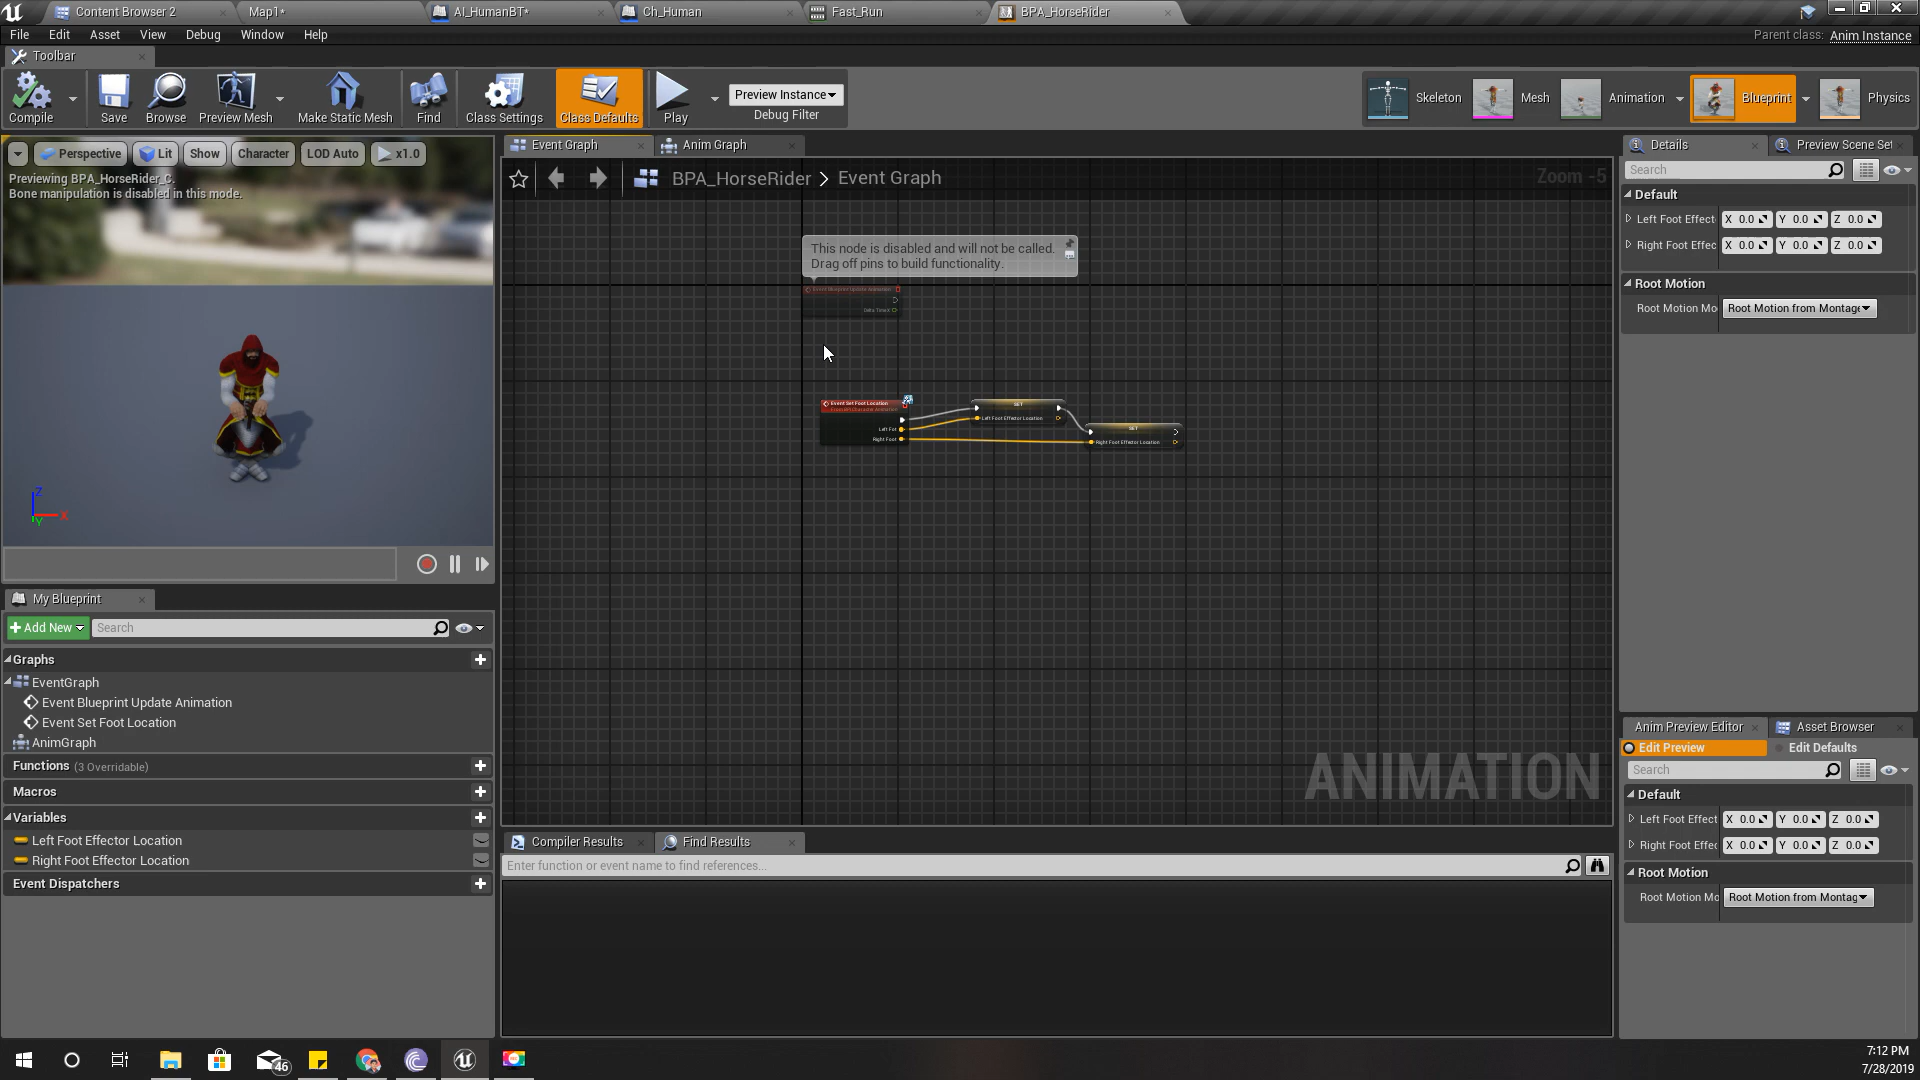 Content Browser 2
Map1*
AI_HumanBT*
Ch_Human
Fast_Run
BPA_HorseRider
File Edit Asset View Debug Window Help
Parent class: Anim Instance
Toolbar
Compile
Save
Browse
Preview Mesh
Make Static Mesh
Find
Class Settings
Class Defaults
Play
Preview Instance
Debug Filter
Skeleton
Mesh
Animation
Blueprint
Physics
Perspective
Lit
Show
Character
LOD Auto
x1.0
Previewing BPA_HorseRider_C.
Bone manipulation is disabled in this mode.
Z
X
Y
Event Graph
Anim Graph
BPA_HorseRider > Event Graph
Zoom -5
This node is disabled and will not be called.
Drag off pins to build functionality.
Event Blueprint Update Animation
Delta Time X
Event Set Foot Location
From BPI Character Animation
Left Fot
Right Foot
SET
Left Foot Effector Location
SET
Right Foot Effector Location
ANIMATION
My Blueprint
Add New
Search
Graphs
EventGraph
Event Blueprint Update Animation
Event Set Foot Location
AnimGraph
Functions (3 Overridable)
Macros
Variables
Left Foot Effector Location
Right Foot Effector Location
Event Dispatchers
Compiler Results
Find Results
Enter function or event name to find references...
Details
Preview Scene Set
Search
Default
Left Foot Effect X 0.0 Y 0.0 Z 0.0
Right Foot Effec X 0.0 Y 0.0 Z 0.0
Root Motion
Root Motion Mo Root Motion from Montage
Anim Preview Editor
Asset Browser
Edit Preview
Edit Defaults
Search
Default
Left Foot Effect X 0.0 Y 0.0 Z 0.0
Right Foot Effec X 0.0 Y 0.0 Z 0.0
Root Motion
Root Motion Mo Root Motion from Montag
46
7:12 PM
7/28/2019